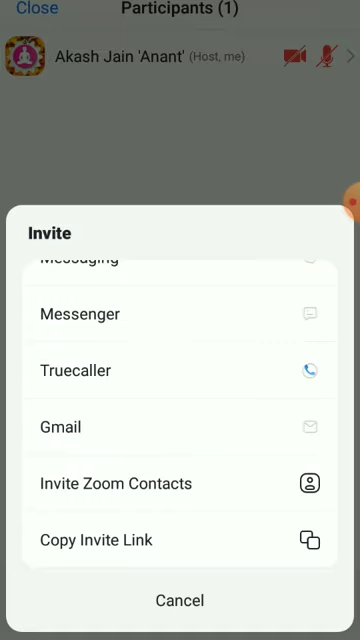 Close
Participants (1)
Akash Jain 'Anant' (Host, me)
Invite
Messaging
Messenger
Truecaller
Gmail
Invite Zoom Contacts
Copy Invite Link
Cancel